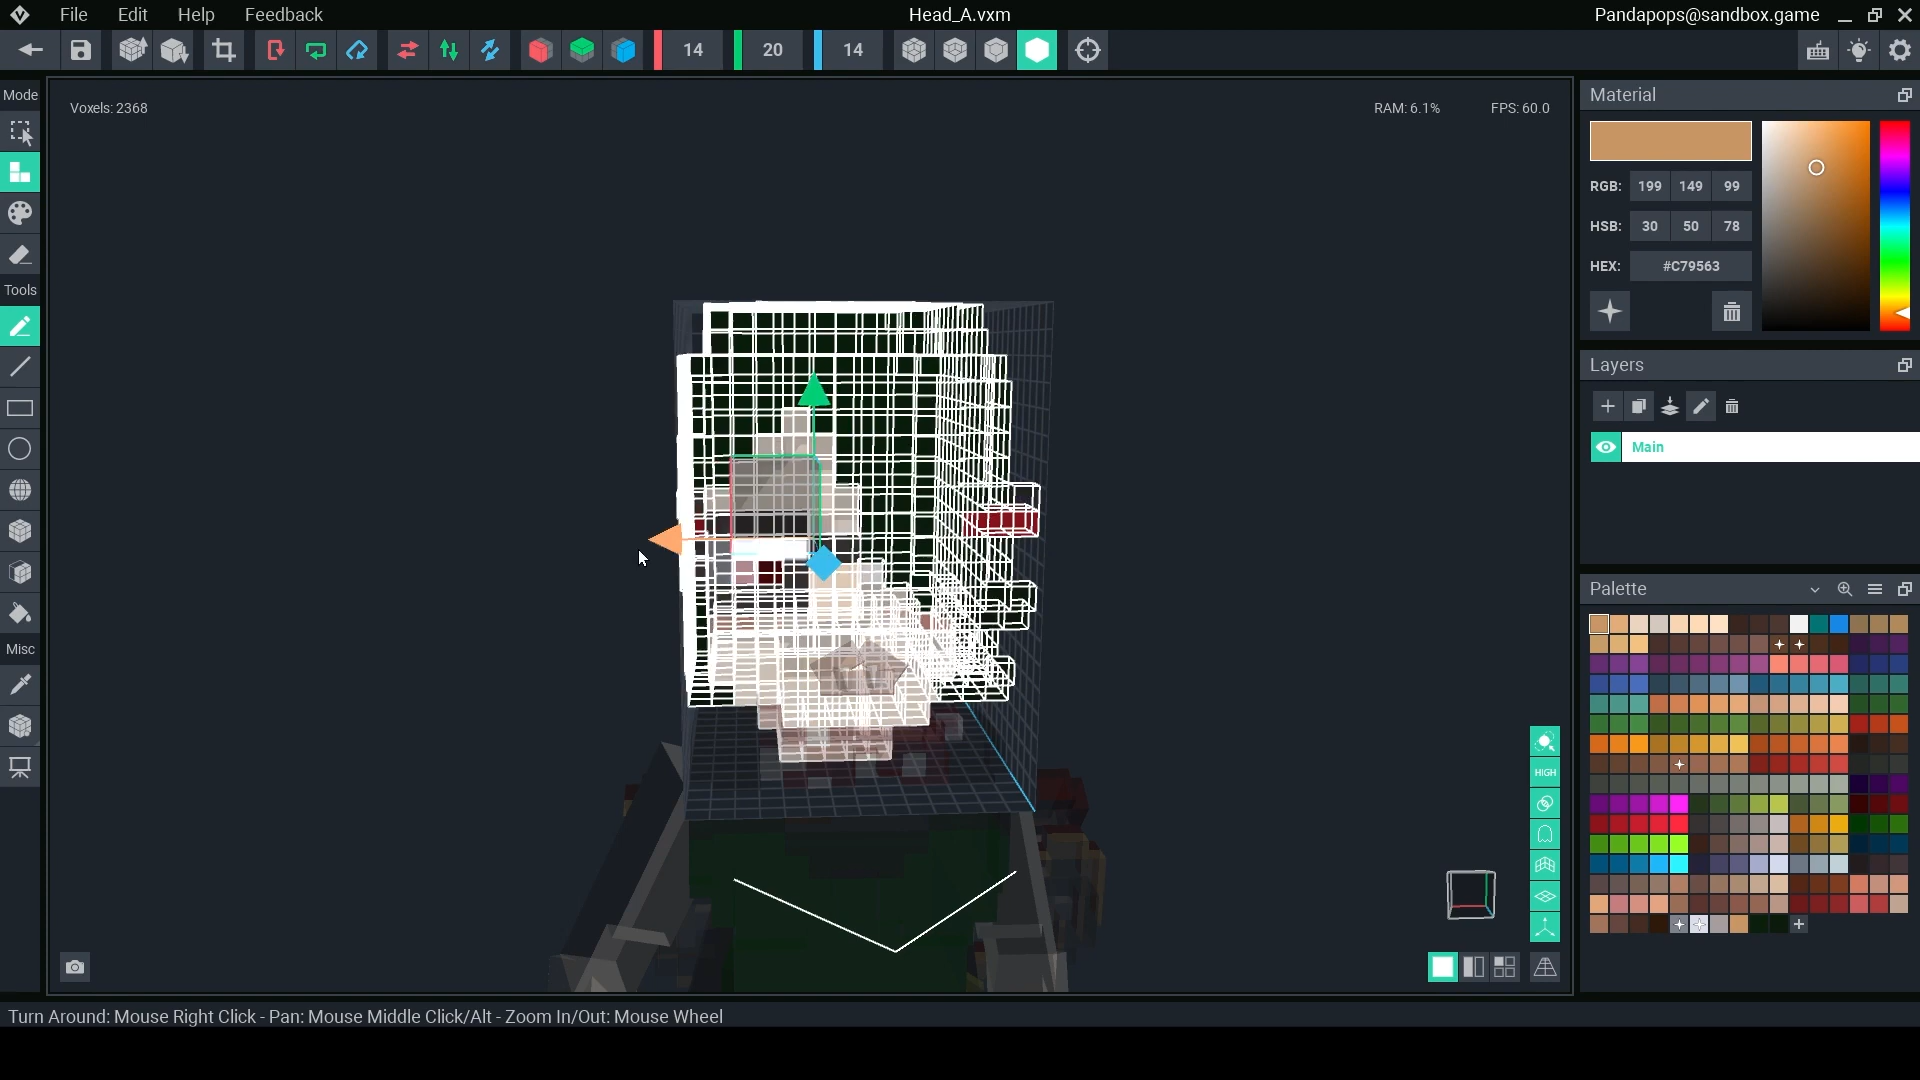 File Edit Help Feedback
Head_A.vxm
Pandapops@sandbox.game
14 20 14
Mode
Voxels: 2368
RAM: 6.1%
FPS: 60.0
Material
RGB: 199 149 99
HSB: 30 50 78
HEX: #C79563
Tools
Layers
Main
Palette
Misc
HIGH
Turn Around: Mouse Right Click - Pan: Mouse Middle Click/Alt - Zoom In/Out: Mouse Wheel